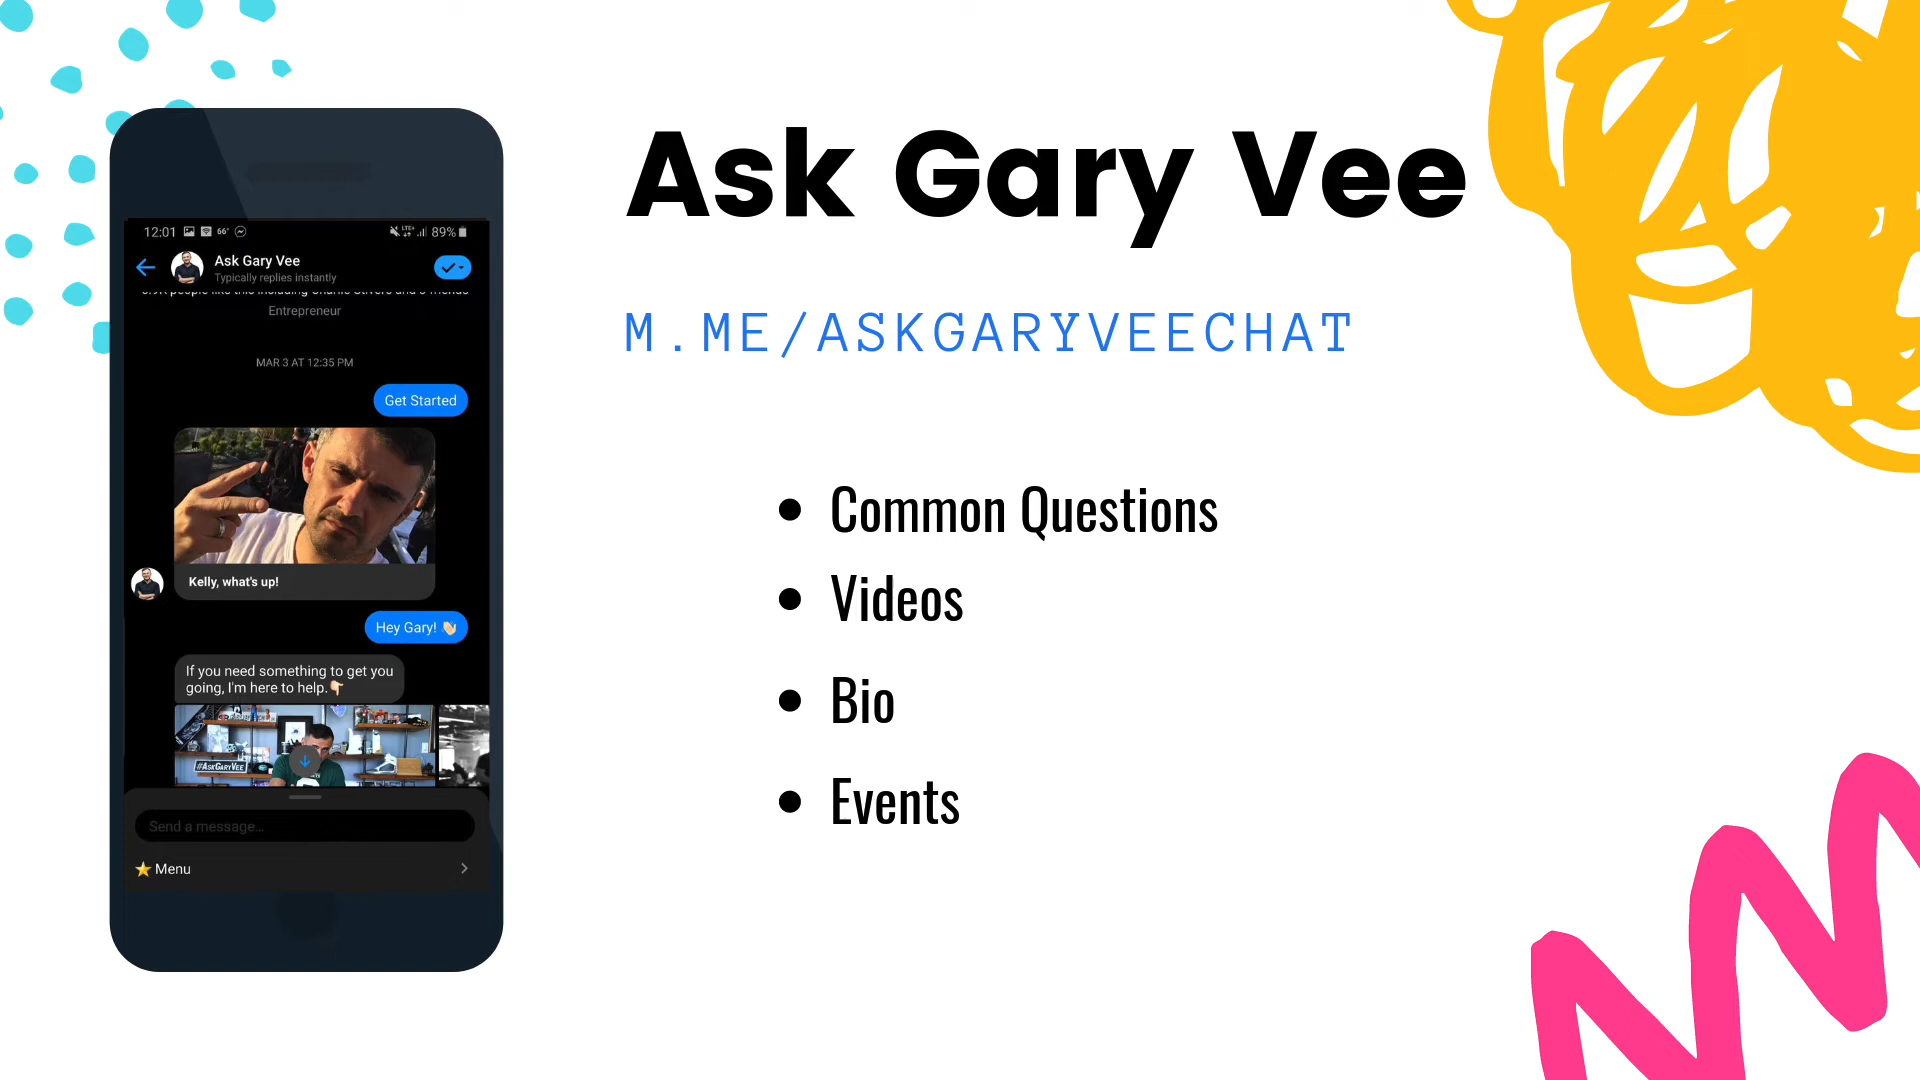 Ask Gary Vee
M.ME/ASKGARYVEECHAT
• Common Questions
• Videos
• Bio
• Events
12:01 66° LTE+ 89%
Ask Gary Vee
Typically replies instantly
Entrepreneur
MAR 3 AT 12:35 PM
Get Started
Kelly, what's up!
Hey Gary! 👋🏻
If you need something to get you
going, I'm here to help.👇🏻
#ASKGARYVEE
Send a message...
⭐ Menu